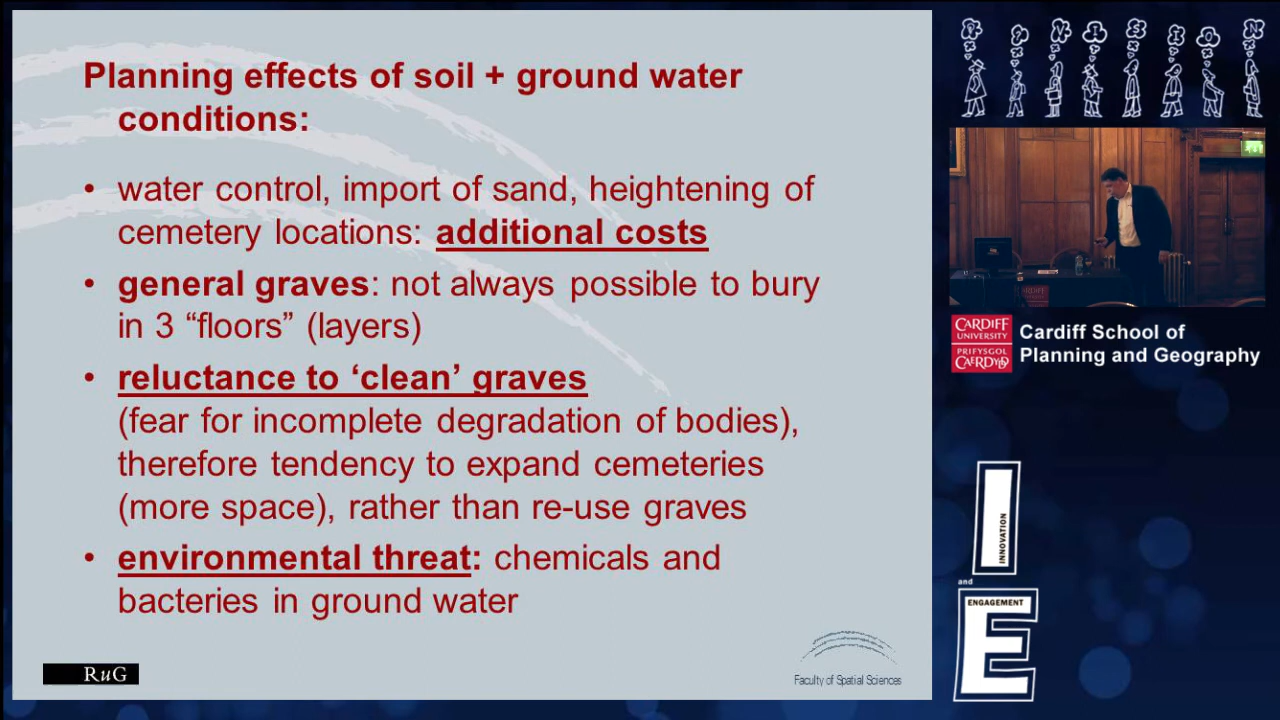 Planning effects of soil + ground water
conditions:
• water control, import of sand, heightening of
cemetery locations: additional costs
• general graves: not always possible to bury
in 3 “floors” (layers)
• reluctance to ‘clean’ graves
(fear for incomplete degradation of bodies),
therefore tendency to expand cemeteries
(more space), rather than re-use graves
• environmental threat: chemicals and
bacteries in ground water
RuG
Faculty of Spatial Sciences
CARDIFF
UNIVERSITY
PRIFYSGOL
CAERDYDD
Cardiff School of
Planning and Geography
INNOVATION
and
ENGAGEMENT
I
E